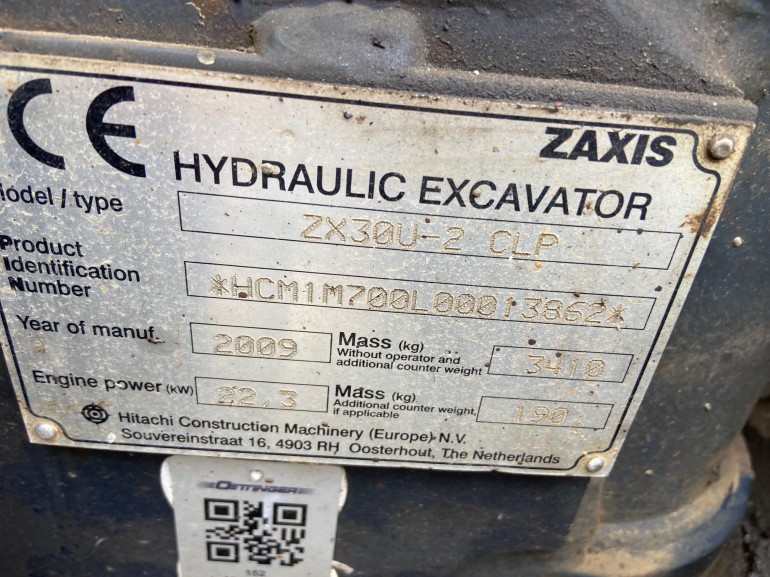 CE
ZAXIS
HYDRAULIC EXCAVATOR
Model / type ZX30U-2 CLP
Product
Identification
Number *HCM1M700L00013862*
Year of manuf. 2009 Mass (kg) Without operator and additional counter weight 3410
Engine power (kW) 22,3 Mass (kg) Additional counter weight, if applicable 190
Hitachi Construction Machinery (Europe) N.V.
Souvereinstraat 16, 4903 RH Oosterhout, The Netherlands
OETTINGER
152